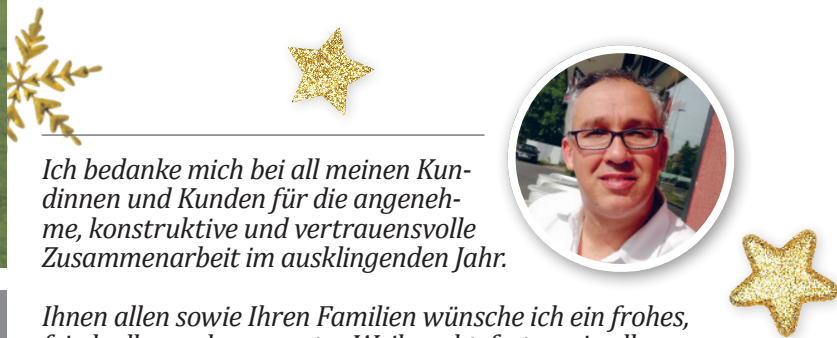 Ich bedanke mich bei all meinen Kun-
dinnen und Kunden für die angeneh-
me, konstruktive und vertrauensvolle
Zusammenarbeit im ausklingenden Jahr.
Ihnen allen sowie Ihren Familien wünsche ich ein frohes,